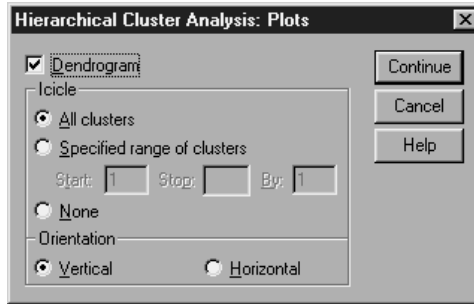 Hierarchical Cluster Analysis: Plots
Dendrogram
Continue
Icicle
All clusters
Cancel
Specified range of clusters
Help
Start: 1 Stop: By: 1
None
Orientation
Vertical Horizontal